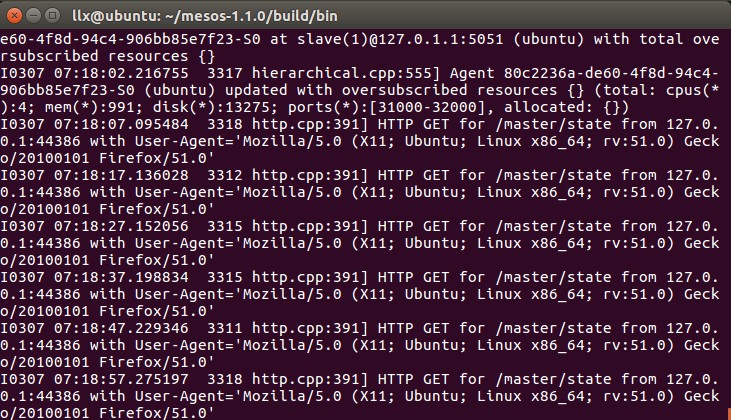 llx@ubuntu: ~/mesos-1.1.0/build/bin
e60-4f8d-94c4-906bb85e7f23-S0 at slave(1)@127.0.1.1:5051 (ubuntu) with total ove
rsubscribed resources {}
I0307 07:18:02.216755  3317 hierarchical.cpp:555] Agent 80c2236a-de60-4f8d-94c4-
906bb85e7f23-S0 (ubuntu) updated with oversubscribed resources {} (total: cpus(*
):4; mem(*):991; disk(*):13275; ports(*):[31000-32000], allocated: {})
I0307 07:18:07.095484  3318 http.cpp:391] HTTP GET for /master/state from 127.0.
0.1:44386 with User-Agent='Mozilla/5.0 (X11; Ubuntu; Linux x86_64; rv:51.0) Geck
o/20100101 Firefox/51.0'
I0307 07:18:17.136028  3312 http.cpp:391] HTTP GET for /master/state from 127.0.
0.1:44386 with User-Agent='Mozilla/5.0 (X11; Ubuntu; Linux x86_64; rv:51.0) Geck
o/20100101 Firefox/51.0'
I0307 07:18:27.152056  3315 http.cpp:391] HTTP GET for /master/state from 127.0.
0.1:44386 with User-Agent='Mozilla/5.0 (X11; Ubuntu; Linux x86_64; rv:51.0) Geck
o/20100101 Firefox/51.0'
I0307 07:18:37.198834  3315 http.cpp:391] HTTP GET for /master/state from 127.0.
0.1:44386 with User-Agent='Mozilla/5.0 (X11; Ubuntu; Linux x86_64; rv:51.0) Geck
o/20100101 Firefox/51.0'
I0307 07:18:47.229346  3311 http.cpp:391] HTTP GET for /master/state from 127.0.
0.1:44386 with User-Agent='Mozilla/5.0 (X11; Ubuntu; Linux x86_64; rv:51.0) Geck
o/20100101 Firefox/51.0'
I0307 07:18:57.275197  3318 http.cpp:391] HTTP GET for /master/state from 127.0.
0.1:44386 with User-Agent='Mozilla/5.0 (X11; Ubuntu; Linux x86_64; rv:51.0) Geck
o/20100101 Firefox/51.0'